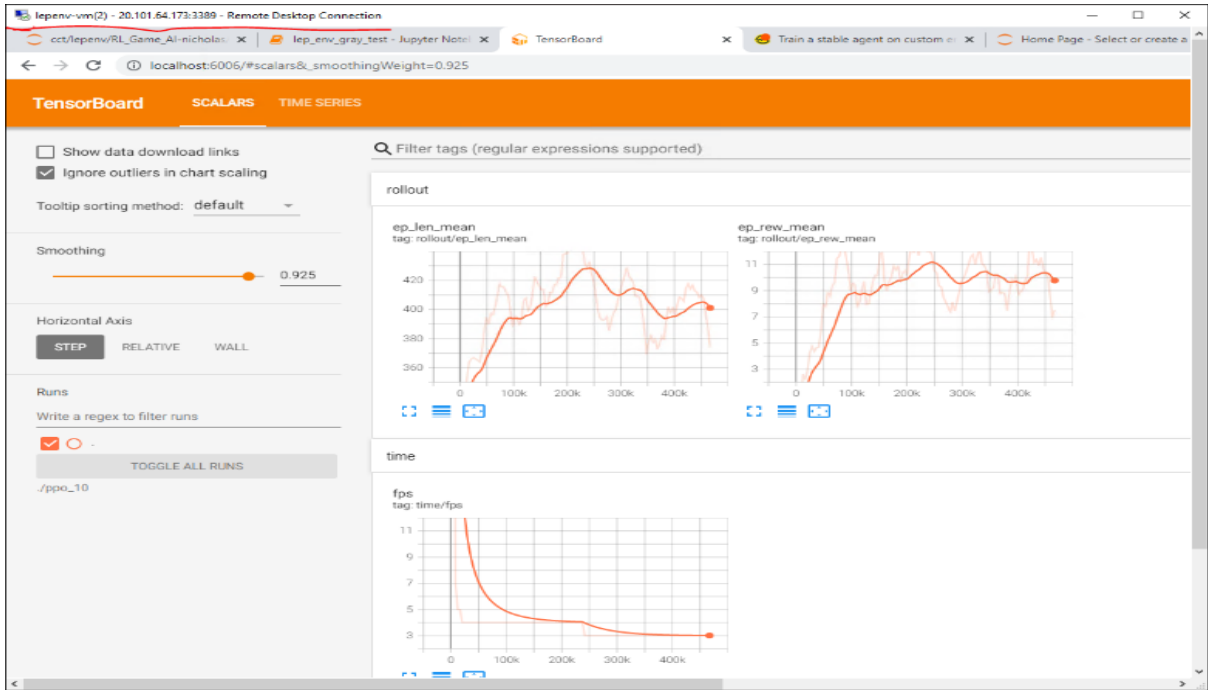 lepenv-vm(2) - 20.101.64.173:3389 - Remote Desktop Connection
cct/lepenv/RL_Game_AI-nicholas- lep_env_gray_test - Jupyter Note TensorBoard Train a stable agent on custom e Home Page - Select or create a
localhost:6006/#scalars&_smoothingWeight=0.925
TensorBoard SCALARS TIME SERIES
Show data download links
Ignore outliers in chart scaling
Tooltip sorting method: default
Smoothing
0.925
Horizontal Axis
STEP RELATIVE WALL
Runs
Write a regex to filter runs
.
TOGGLE ALL RUNS
./ppo_10
Filter tags (regular expressions supported)
rollout
ep_len_mean
tag: rollout/ep_len_mean
420
400
380
360
0 100k 200k 300k 400k
ep_rew_mean
tag: rollout/ep_rew_mean
11
9
7
5
3
0 100k 200k 300k 400k
time
fps
tag: time/fps
11
9
7
5
3
0 100k 200k 300k 400k